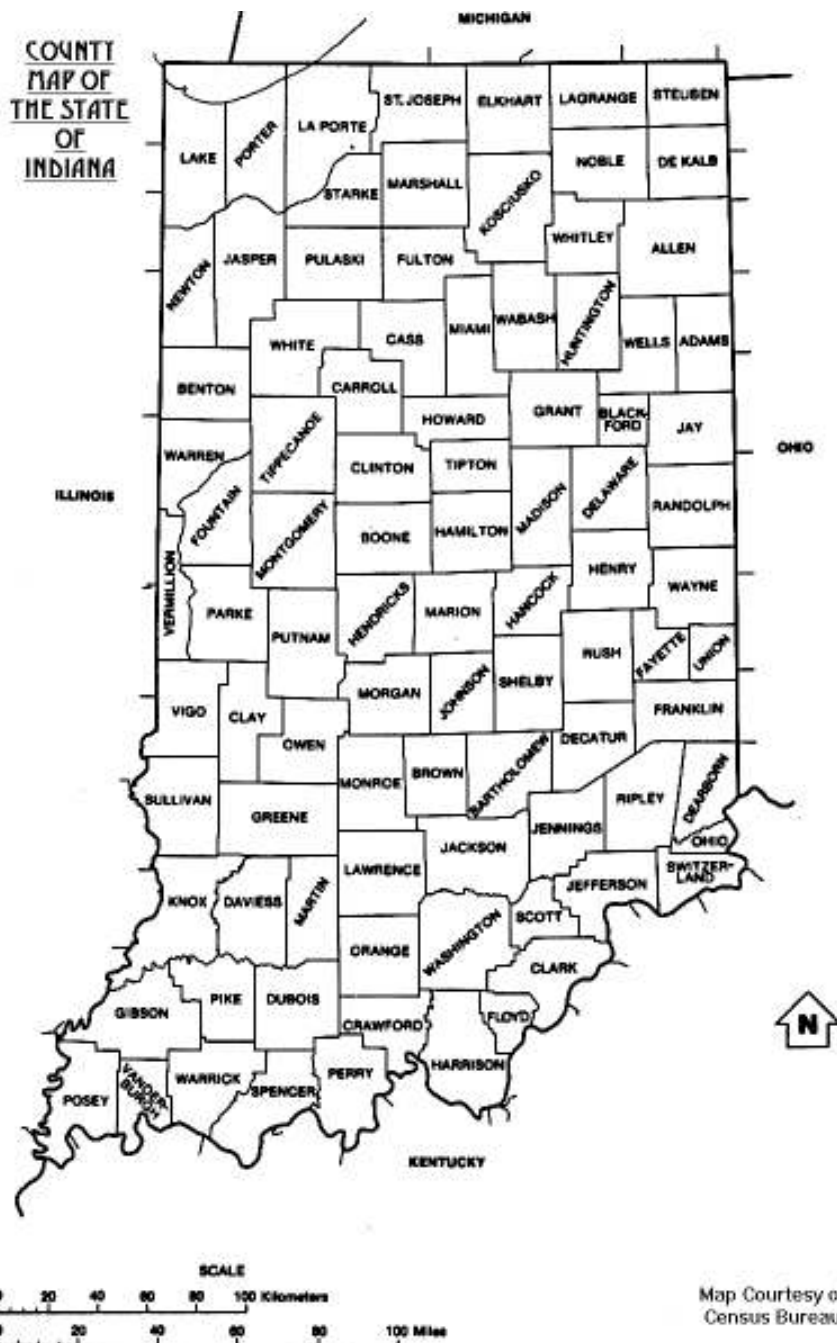 MICHIGAN
COUNTY
MAP OF
THE STATE
OF
INDIANA
ST. JOSEPH
ELKHART
LAGRANGE
STEUBEN
LA PORTE
PORTER
LAKE
NOBLE
DE KALB
STARKE
MARSHALL
KOSCIUSKO
WHITLEY
ALLEN
NEWTON
JASPER
PULASKI
FULTON
WHITE
CASS
MIAMI
WABASH
HUNTINGTON
WELLS
ADAMS
BENTON
CARROLL
HOWARD
GRANT
BLACK-
FORD
JAY
OHIO
WARREN
TIPPECANOE
CLINTON
TIPTON
ILLINOIS
FOUNTAIN
MONTGOMERY
BOONE
HAMILTON
MADISON
DELAWARE
RANDOLPH
VERMILLION
PARKE
PUTNAM
HENDRICKS
MARION
HANCOCK
HENRY
WAYNE
RUSH
FAYETTE
UNION
VIGO
CLAY
OWEN
MORGAN
JOHNSON
SHELBY
FRANKLIN
DECATUR
SULLIVAN
GREENE
MONROE
BROWN
BARTHOLOMEW
JENNINGS
RIPLEY
DEARBORN
OHIO
KNOX
DAVIESS
MARTIN
LAWRENCE
JACKSON
JEFFERSON
SWITZER-
LAND
ORANGE
WASHINGTON
SCOTT
CLARK
GIBSON
PIKE
DUBOIS
CRAWFORD
FLOYD
HARRISON
N
POSEY
VANDER-
BURGH
WARRICK
SPENCER
PERRY
KENTUCKY
SCALE
0 20 40 60 80 100 Kilometers
20 40 60 80 100 Miles
Map Courtesy o
Census Bureau